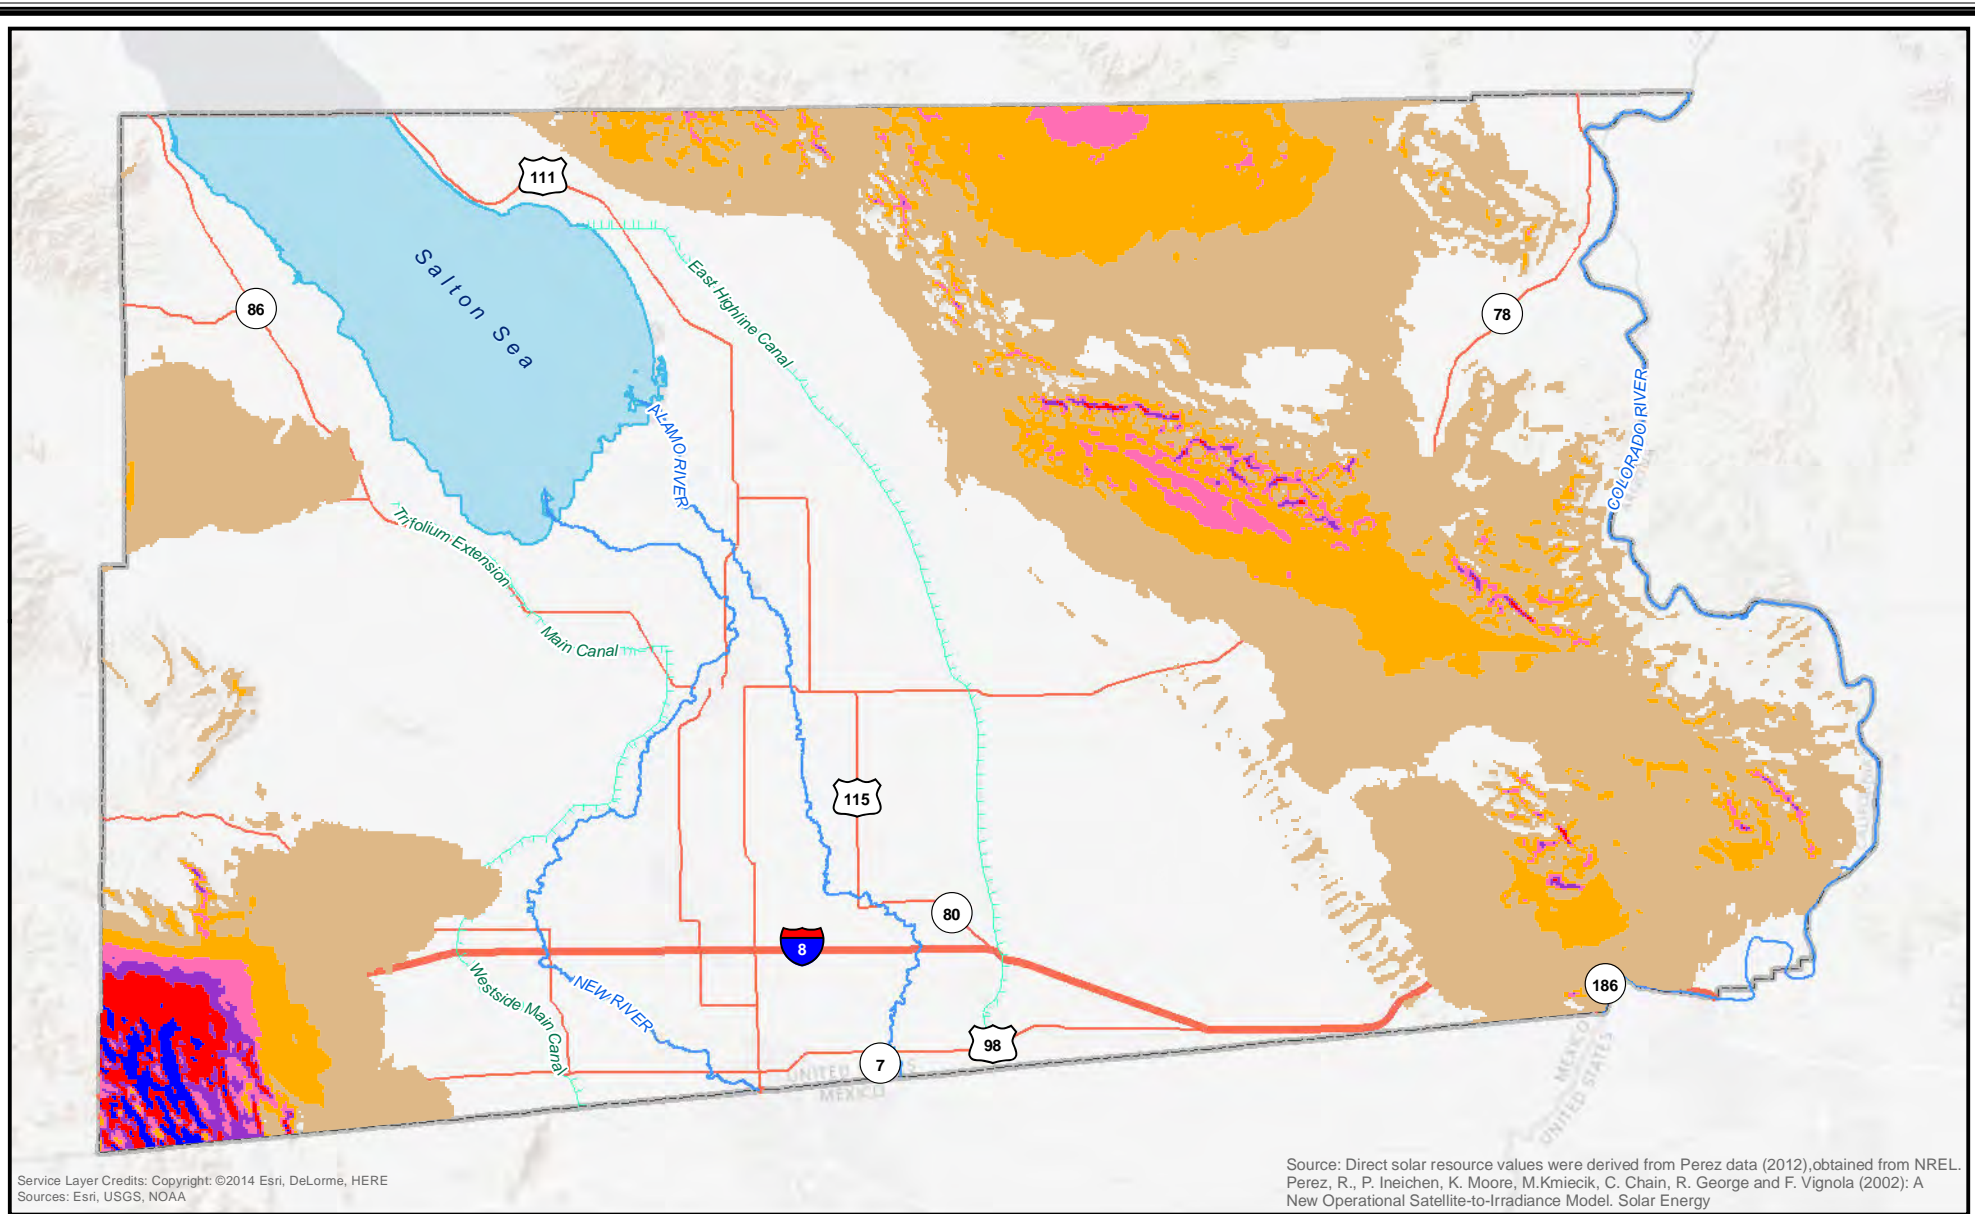 111
Salton Sea
East Highline Canal
86
78
ALAMO RIVER
COLORADO RIVER
Trifolium Extension
Main Canal
115
80
8
Westside Main Canal
NEW RIVER
186
98
7
UNITED
MEXICO
MEXICO
UNITED STATES
Service Layer Credits: Copyright: ©2014 Esri, DeLorme, HERE
Sources: Esri, USGS, NOAA
Source: Direct solar resource values were derived from Perez data (2012),obtained from NREL.
Perez, R., P. Ineichen, K. Moore, M.Kmiecik, C. Chain, R. George and F. Vignola (2002): A
New Operational Satellite-to-Irradiance Model. Solar Energy